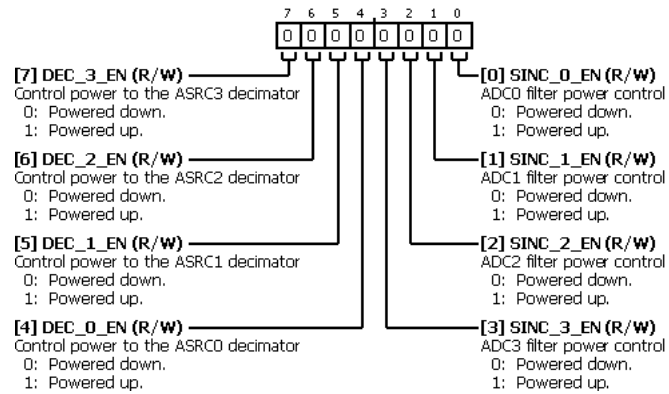 7 6 5 4 3 2 1 0
0 0 0 0 0 0 0 0
[7] DEC_3_EN (R/W)
Control power to the ASRC3 decimator
0: Powered down.
1: Powered up.
[6] DEC_2_EN (R/W)
Control power to the ASRC2 decimator
0: Powered down.
1: Powered up.
[5] DEC_1_EN (R/W)
Control power to the ASRC1 decimator
0: Powered down.
1: Powered up.
[4] DEC_0_EN (R/W)
Control power to the ASRC0 decimator
0: Powered down.
1: Powered up.
[0] SINC_0_EN (R/W)
ADC0 filter power control
0: Powered down.
1: Powered up.
[1] SINC_1_EN (R/W)
ADC1 filter power control
0: Powered down.
1: Powered up.
[2] SINC_2_EN (R/W)
ADC2 filter power control
0: Powered down.
1: Powered up.
[3] SINC_3_EN (R/W)
ADC3 filter power control
0: Powered down.
1: Powered up.